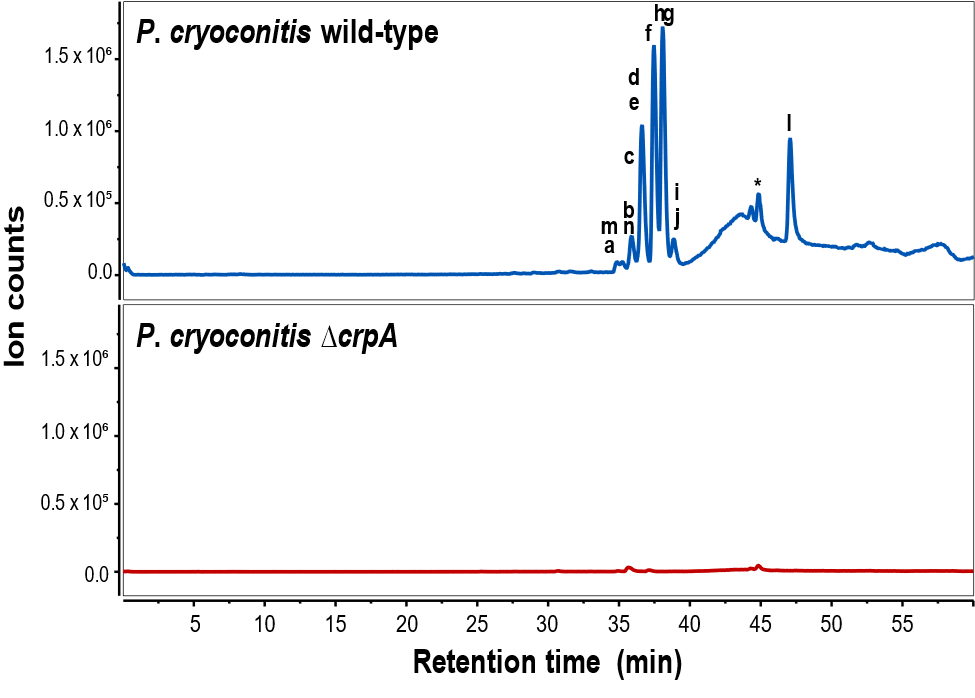 P. cryoconitis wild-type
hg
f
d
e
c
b
m n
a
i
j
*
l
1.5 x 10⁶
1.0 x 10⁶
0.5 x 10⁵
0.0
Ion counts
P. cryoconitis ΔcrpA
1.5 x 10⁶
1.0 x 10⁶
0.5 x 10⁵
0.0
5 10 15 20 25 30 35 40 45 50 55
Retention time (min)